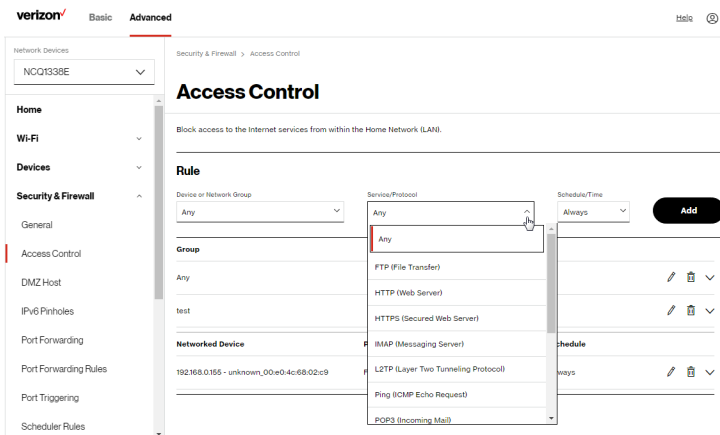 verizon✓ Basic Advanced Help
Network Devices
NCQ1338E
Home
Wi-Fi
Devices
Security & Firewall
General
Access Control
DMZ Host
IPv6 Pinholes
Port Forwarding
Port Forwarding Rules
Port Triggering
Scheduler Rules
Security & Firewall > Access Control
Access Control
Block access to the Internet services from within the Home Network (LAN).
Rule
Device or Network Group Service/Protocol Schedule/Time
Any Any Always Add
Any
FTP (File Transfer)
HTTP (Web Server)
HTTPS (Secured Web Server)
IMAP (Messaging Server)
L2TP (Layer Two Tunneling Protocol)
Ping (ICMP Echo Request)
POP3 (Incoming Mail)
Group
Any
test
Networked Device P chedule
192.168.0.155 - unknown_00:e0:4c:68:02:c9 F ways